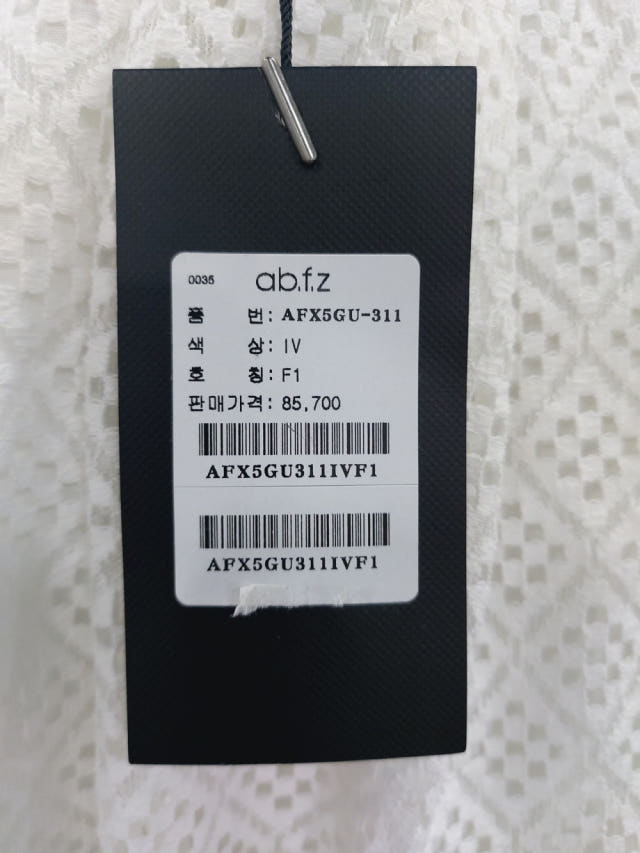 0035 ab.f.z
품 번: AFX5GU-311
색 상: IV
호 칭: F1
판매가격: 85,700
AFX5GU311IVF1
AFX5GU311IVF1